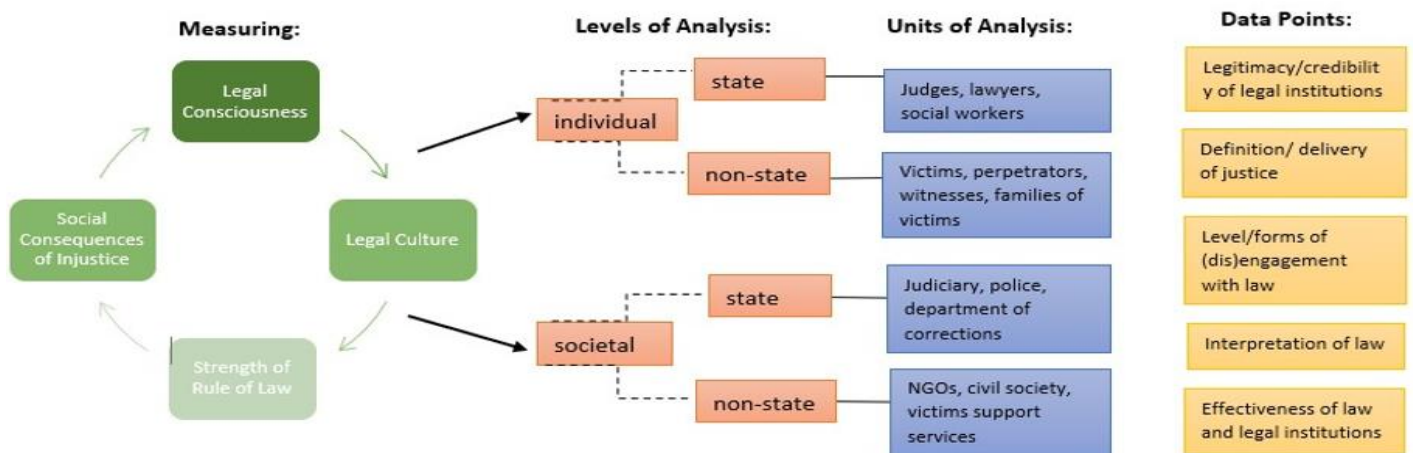 Measuring:
Legal
Consciousness
Social
Consequences
of Injustice
Legal Culture
Strength of
Rule of Law
Levels of Analysis:
individual
state
non-state
societal
state
non-state
Units of Analysis:
Judges, lawyers,
social workers
Victims, perpetrators,
witnesses, families of
victims
Judiciary, police,
department of
corrections
NGOs, civil society,
victims support
services
Data Points:
Legitimacy/credibilit
y of legal institutions
Definition/ delivery
of justice
Level/forms of
(dis)engagement
with law
Interpretation of law
Effectiveness of law
and legal institutions